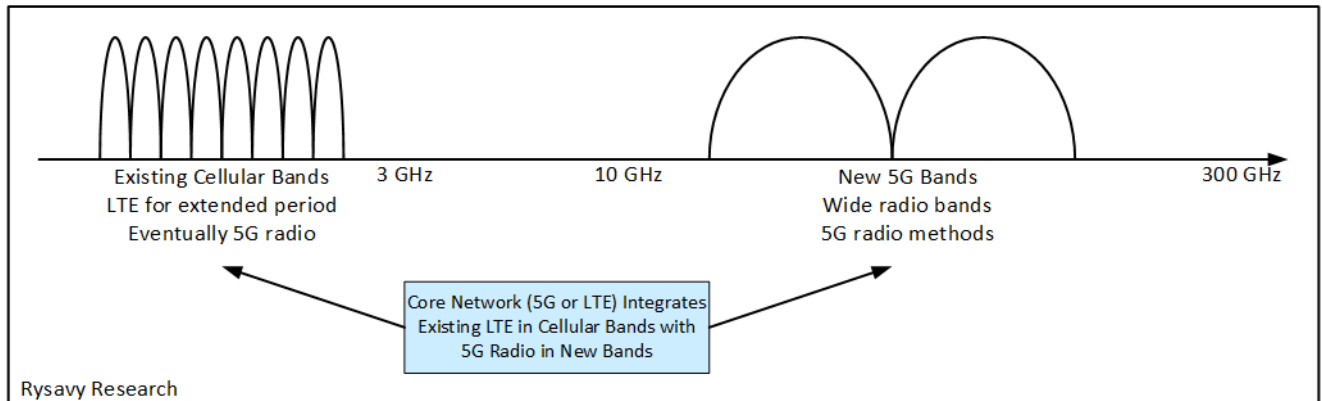 Existing Cellular Bands
LTE for extended period
Eventually 5G radio
3 GHz
10 GHz
New 5G Bands
Wide radio bands
5G radio methods
300 GHz
Core Network (5G or LTE) Integrates
Existing LTE in Cellular Bands with
5G Radio in New Bands
Rysavy Research